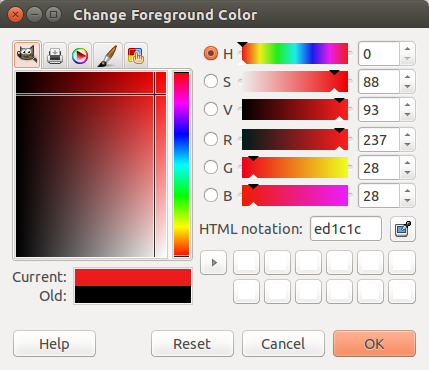 Change Foreground Color
H 0
S 88
V 93
R 237
G 28
B 28
HTML notation: ed1c1c
Current:
Old:
Help Reset Cancel OK